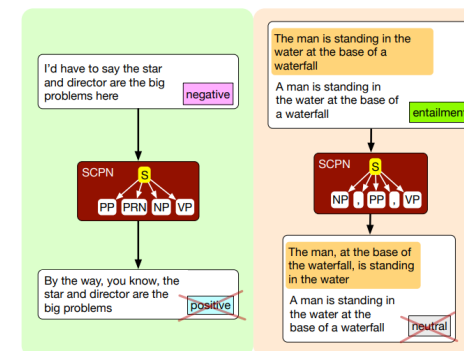 I'd have to say the star
and director are the big
problems here
negative
SCPN
S
PP PRN NP VP
By the way, you know, the
star and director are the
big problems
positive
The man is standing in the
water at the base of a
waterfall
A man is standing in
the water at the base of
a waterfall
entailment
SCPN
S
NP , PP , VP
The man, at the base of
the waterfall, is standing
in the water
A man is standing in
the water at the
base of a waterfall
neutral